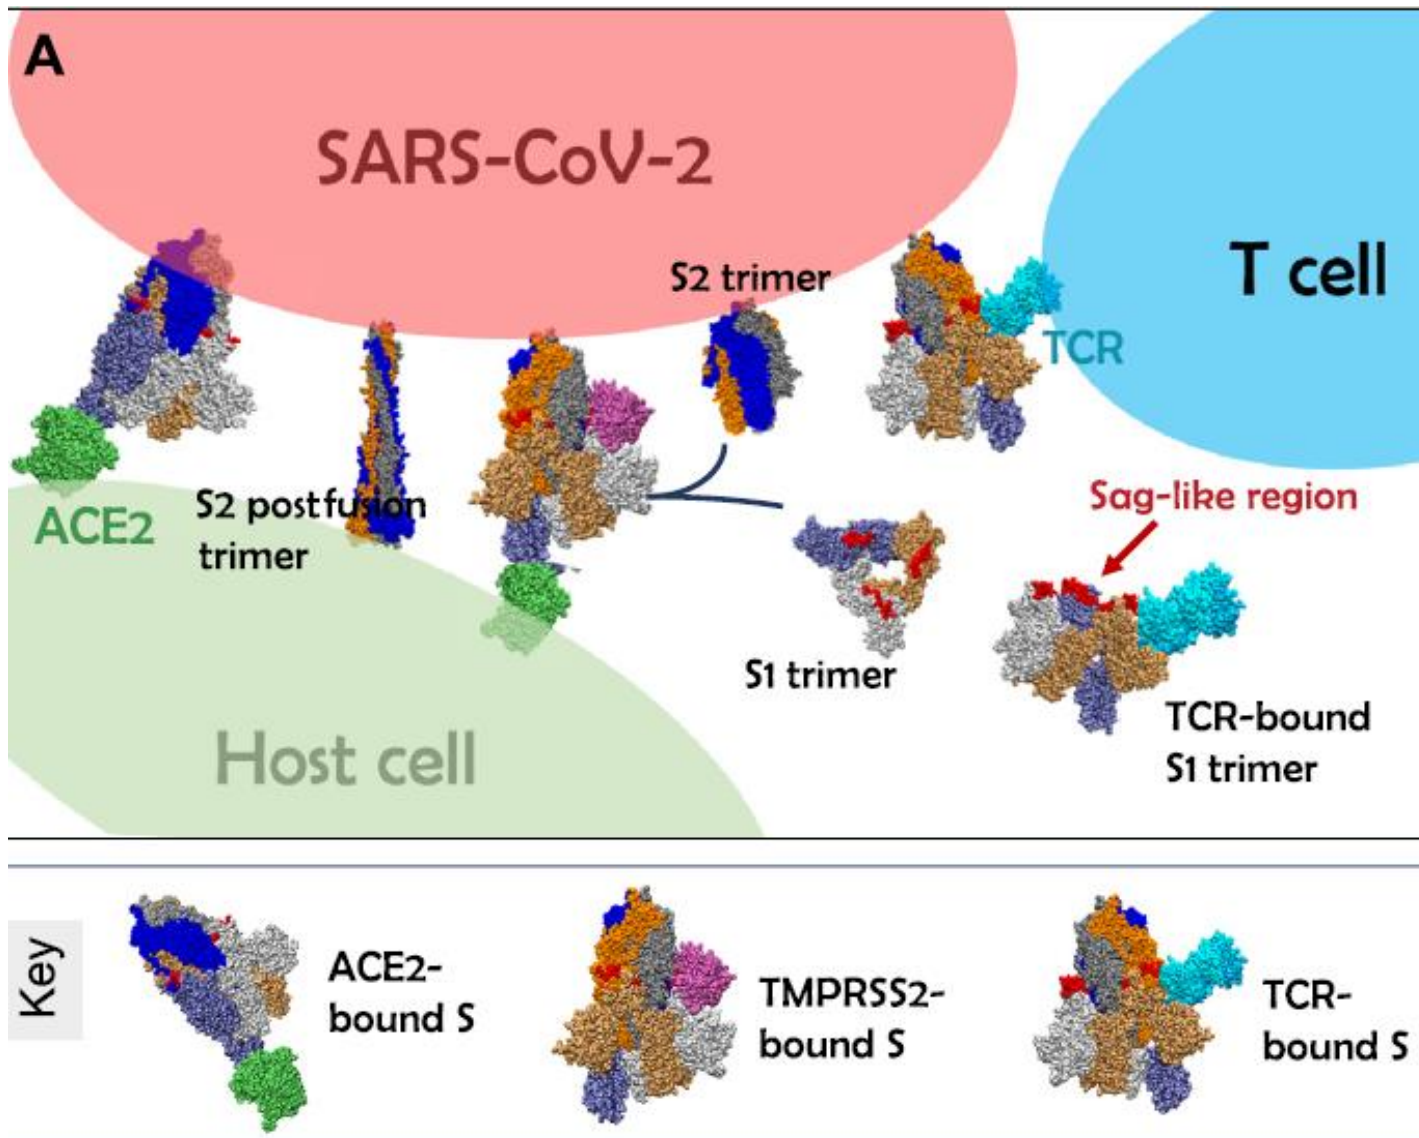 A
SARS-CoV-2
T cell
S2 trimer
TCR
ACE2
S2 postfusion
trimer
Sag-like region
S1 trimer
TCR-bound
S1 trimer
Host cell
Key
ACE2-
bound S
TMPRSS2-
bound S
TCR-
bound S